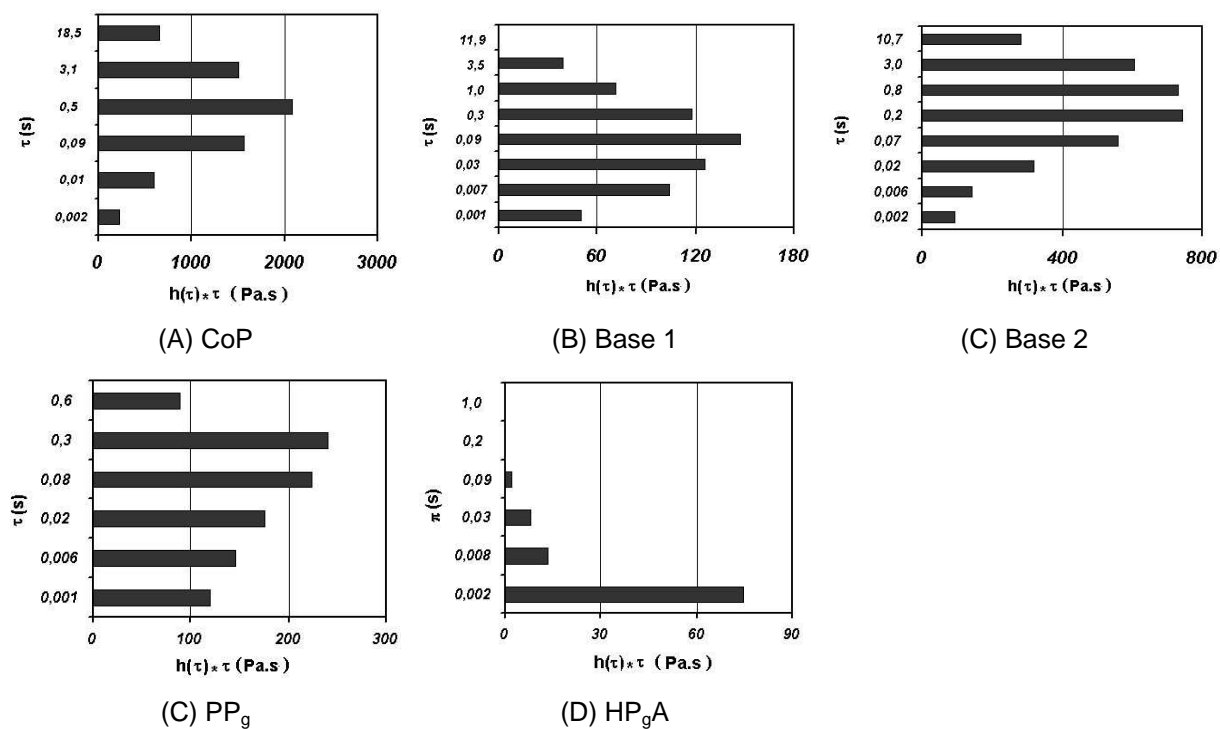 τ (s)
18,5
3,1
0,5
0,09
0,01
0,002
0 1000 2000 3000
h(τ)* τ ( Pa.s )
(A) CoP
τ (s)
11,9
3,5
1,0
0,3
0,09
0,03
0,007
0,001
0 60 120 180
h(τ)* τ (Pa.s )
(B) Base 1
τ (s)
10,7
3,0
0,8
0,2
0,07
0,02
0,006
0,002
0 400 800
h(τ)* τ ( Pa.s )
(C) Base 2
τ (s)
0,6
0,3
0,08
0,02
0,006
0,001
0 100 200 300
h(τ)* τ (Pa.s )
(C) PPg
π (s)
1,0
0,2
0,09
0,03
0,008
0,002
0 30 60 90
h(τ)* τ (Pa.s )
(D) HPgA